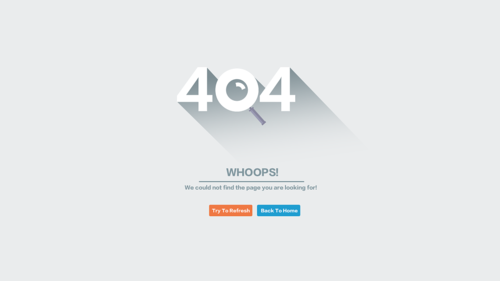 404
WHOOPS!
We could not find the page you are looking for!
Try To Refresh Back To Home